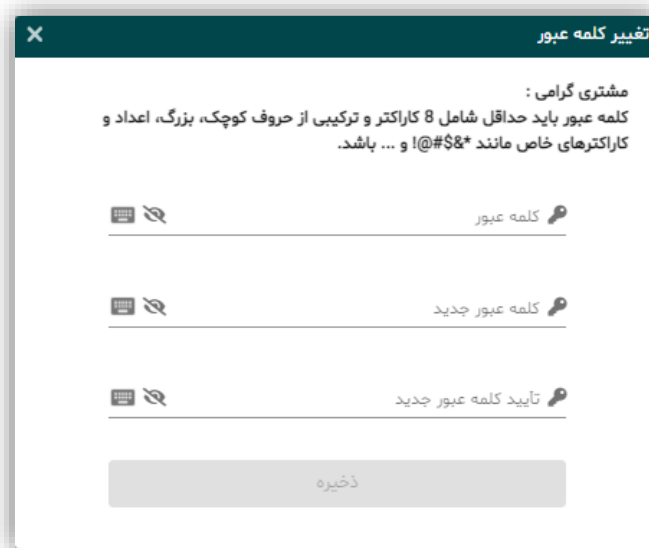 تغییر کلمه عبور
مشتری گرامی :
کلمه عبور باید حداقل شامل 8 کاراکتر و ترکیبی از حروف کوچک، بزرگ، اعداد و
کاراکترهای خاص مانند *&$#@! و ... باشد.
کلمه عبور
کلمه عبور جدید
تأیید کلمه عبور جدید
ذخیره